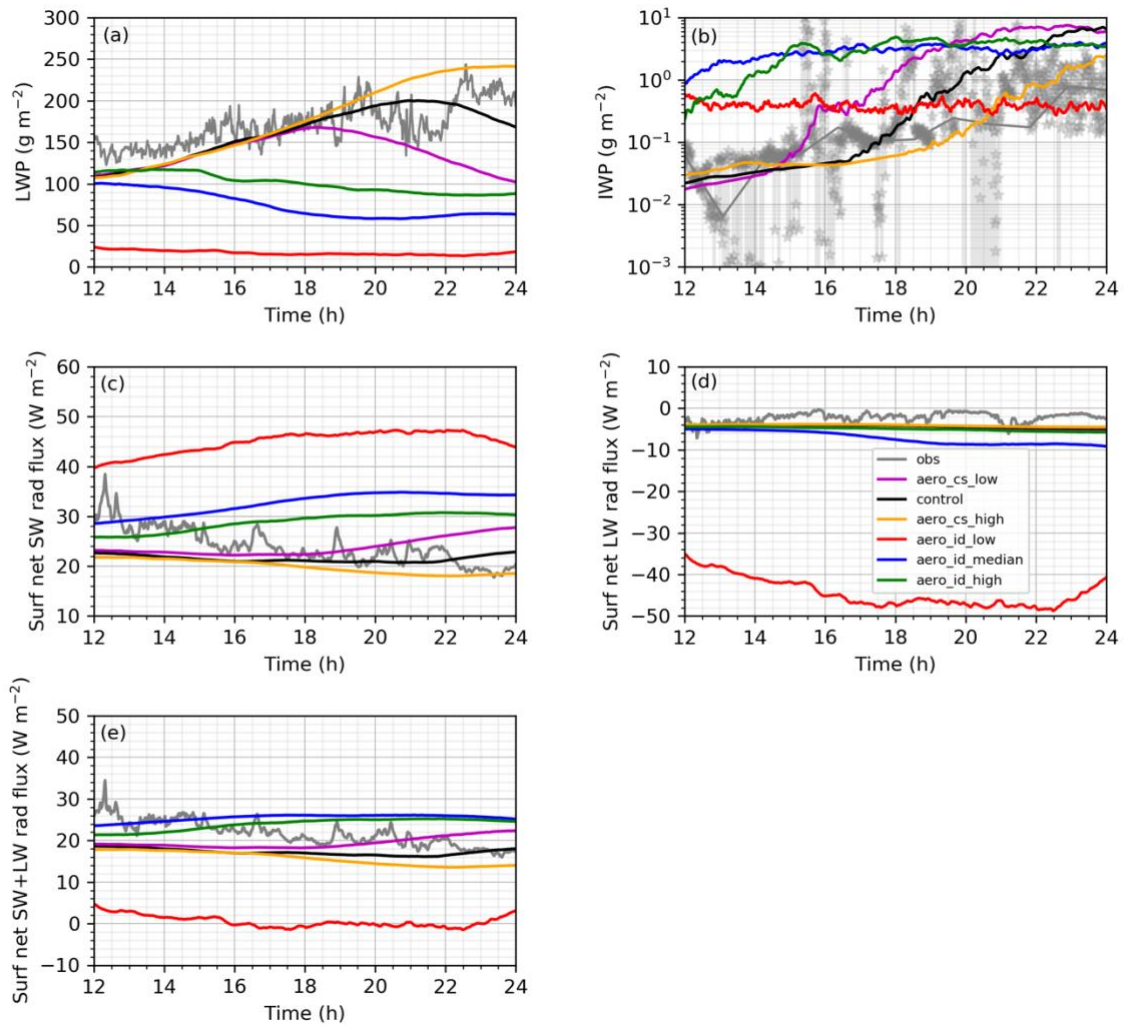 (a)
LWP (g m⁻²)
300
250
200
150
100
50
0
12 14 16 18 20 22 24
Time (h)
(b)
IWP (g m⁻²)
10¹
10⁰
10⁻¹
10⁻²
10⁻³
12 14 16 18 20 22 24
Time (h)
(c)
Surf net SW rad flux (W m⁻²)
60
50
40
30
20
10
12 14 16 18 20 22 24
Time (h)
(d)
Surf net LW rad flux (W m⁻²)
10
0
−10
−20
−30
−40
−50
obs
aero_cs_low
control
aero_cs_high
aero_id_low
aero_id_median
aero_id_high
12 14 16 18 20 22 24
Time (h)
(e)
Surf net SW+LW rad flux (W m⁻²)
50
40
30
20
10
0
−10
12 14 16 18 20 22 24
Time (h)